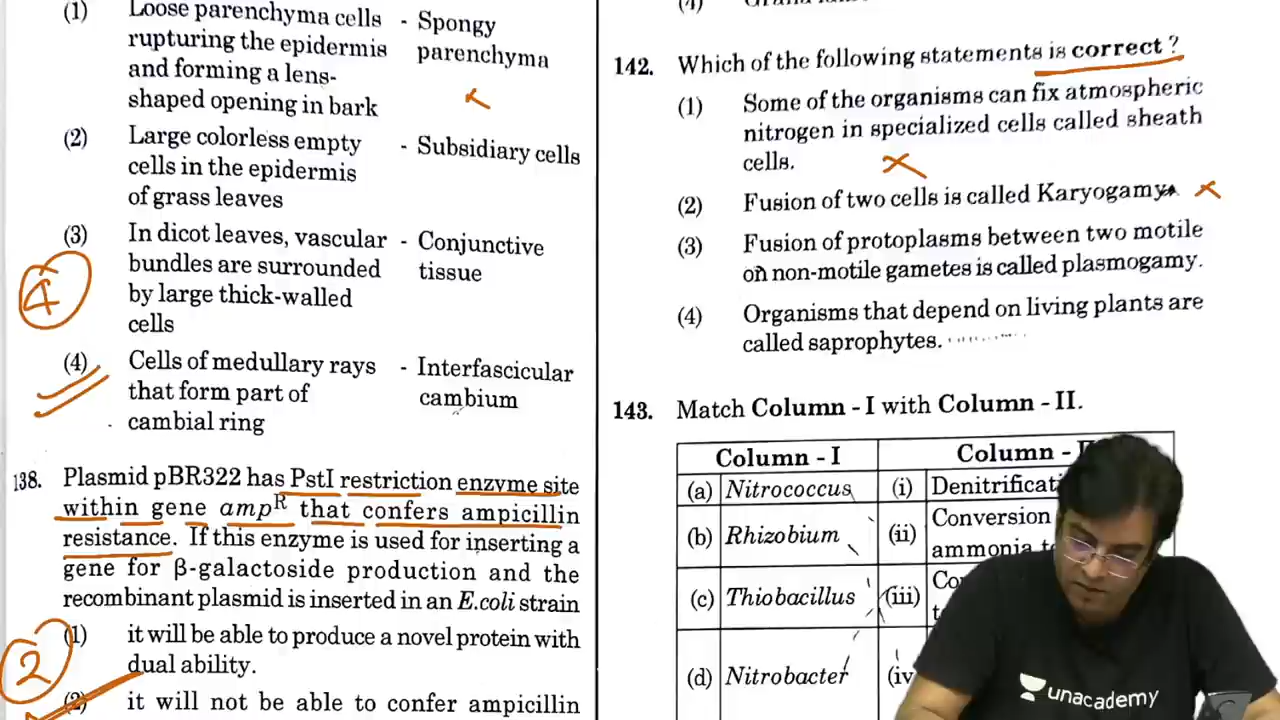 (1) Loose parenchyma cells - Spongy
rupturing the epidermis parenchyma
and forming a lens-
shaped opening in bark
(2) Large colorless empty - Subsidiary cells
cells in the epidermis
of grass leaves
(3) In dicot leaves, vascular - Conjunctive
bundles are surrounded tissue
by large thick-walled
cells
4
(4) Cells of medullary rays - Interfascicular
that form part of cambium
cambial ring
138. Plasmid pBR322 has PstI restriction enzyme site
within gene amp^R that confers ampicillin
resistance. If this enzyme is used for inserting a
gene for β-galactoside production and the
recombinant plasmid is inserted in an E.coli strain
(1) it will be able to produce a novel protein with
dual ability.
2
(2) it will not be able to confer ampicillin
(4)
142. Which of the following statements is correct ?
(1) Some of the organisms can fix atmospheric
nitrogen in specialized cells called sheath
cells.
(2) Fusion of two cells is called Karyogamy.
(3) Fusion of protoplasms between two motile
on non-motile gametes is called plasmogamy.
(4) Organisms that depend on living plants are
called saprophytes.
143. Match Column - I with Column - II.
Column - I Column -
(a) Nitrococcus (i)
(b) Rhizobium (ii) Conversion
ammonia
(c) Thiobacillus (iii)
(d) Nitrobacter (iv
unacademy